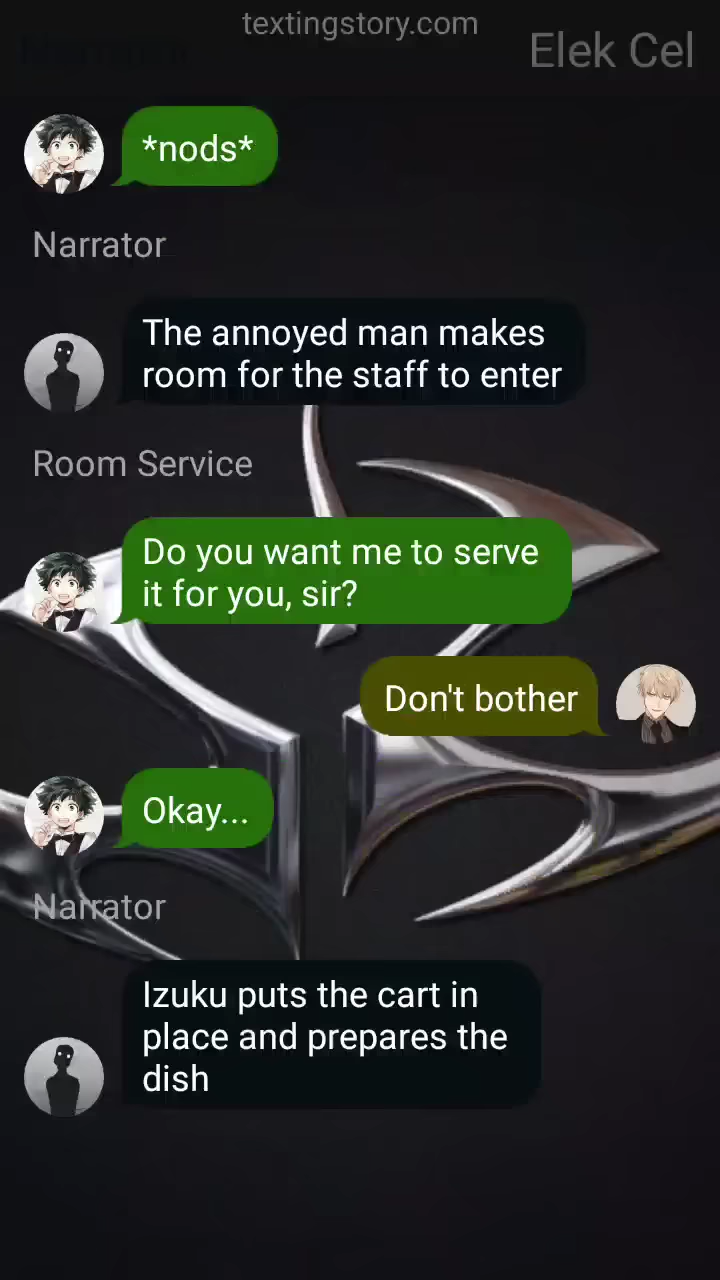 textingstory.com
Elek Cel
*nods*
Narrator
The annoyed man makes
room for the staff to enter
Room Service
Do you want me to serve
it for you, sir?
Don't bother
Okay...
Narrator
Izuku puts the cart in
place and prepares the
dish